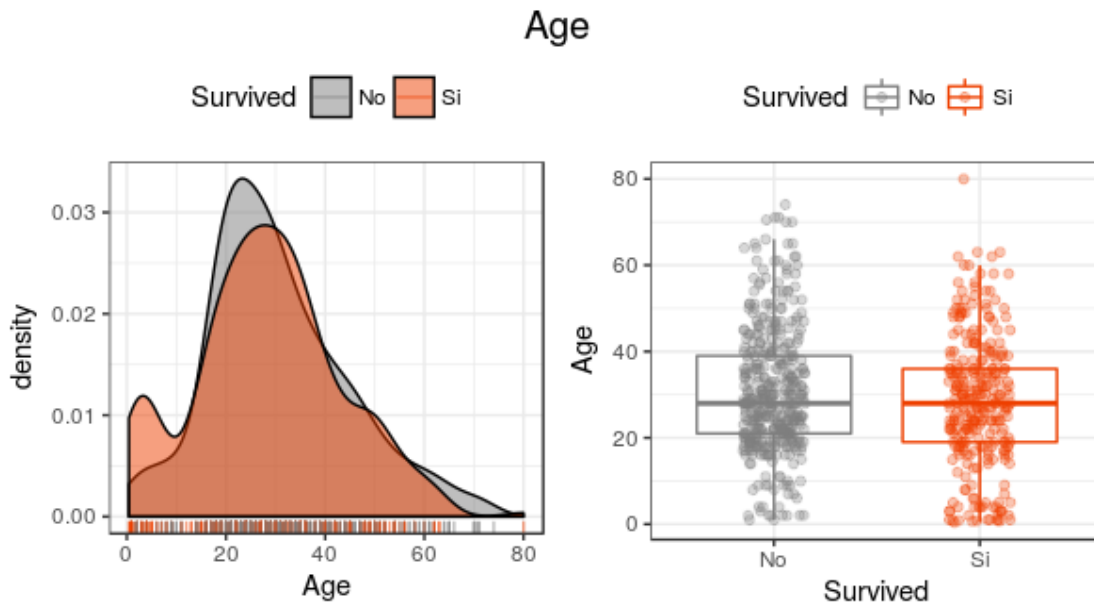 Age
Survived No Si
0.03
0.02
0.01
0.00
density
0 20 40 60 80
Age
Survived No Si
80
60
40
20
0
Age
No Si
Survived